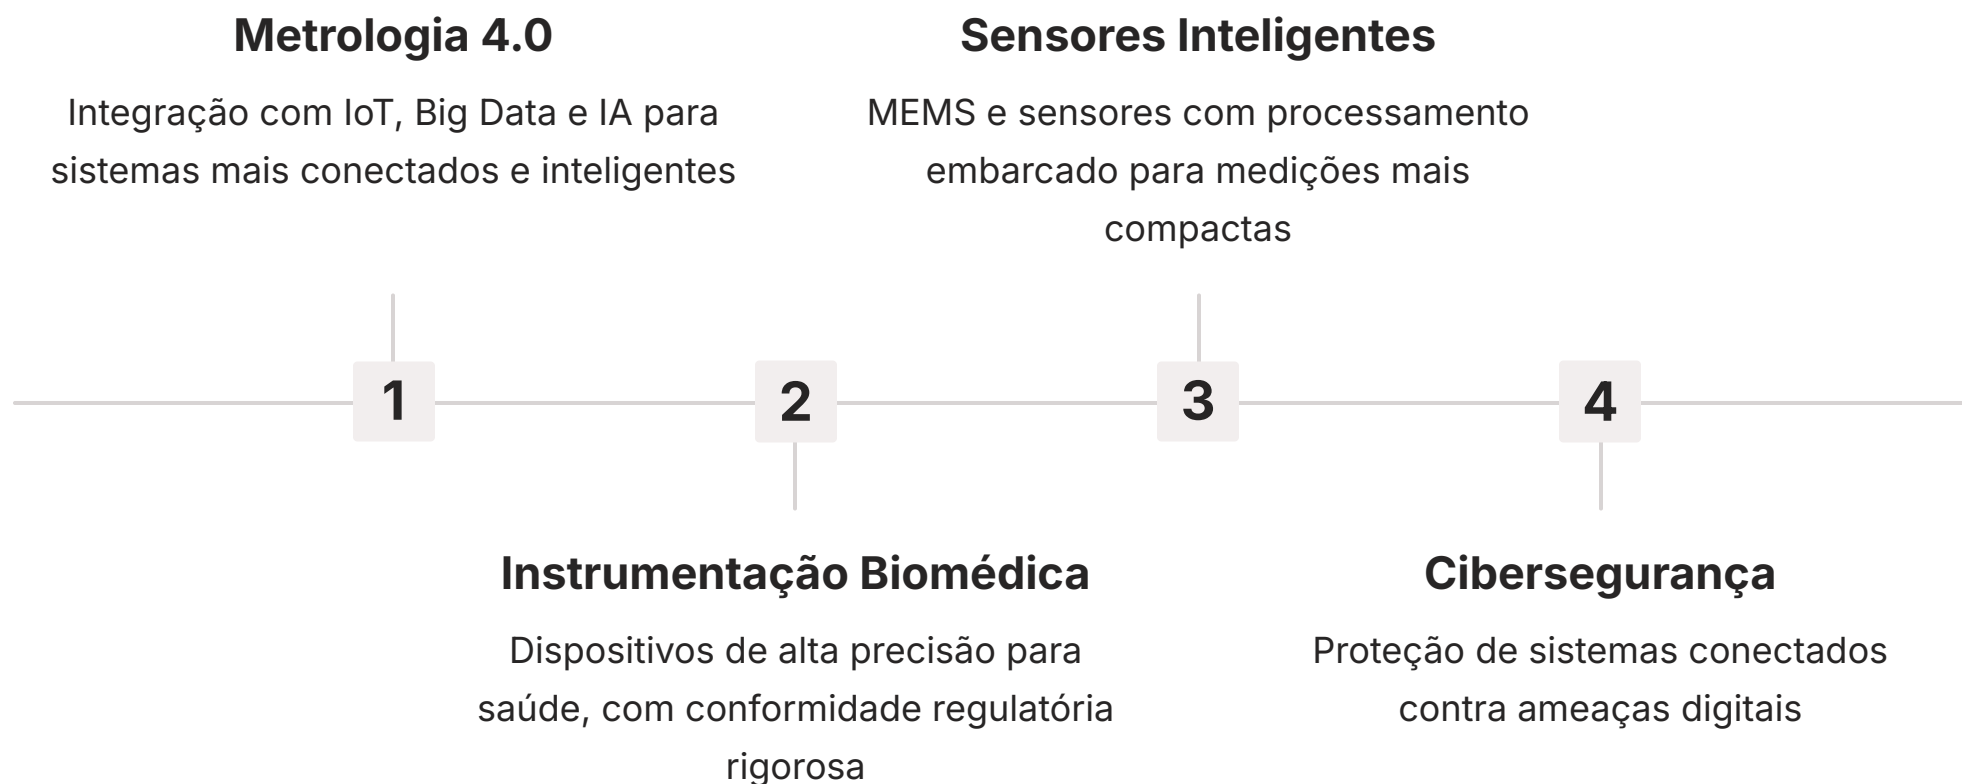 Metrologia 4.0
Integração com IoT, Big Data e IA para
sistemas mais conectados e inteligentes
Sensores Inteligentes
MEMS e sensores com processamento
embarcado para medições mais
compactas
1
2
3
4
Instrumentação Biomédica
Dispositivos de alta precisão para
saúde, com conformidade regulatória
rigorosa
Cibersegurança
Proteção de sistemas conectados
contra ameaças digitais